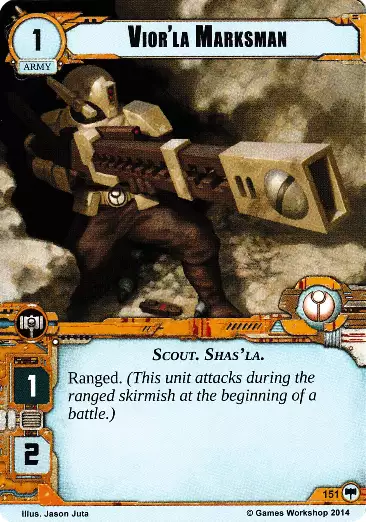 1
ARMY
VIOR'LA MARKSMAN
SCOUT. SHAS'LA.
1
Ranged. (This unit attacks during the
ranged skirmish at the beginning of a
battle.)
2
151
Illus. Jason Juta
© Games Workshop 2014